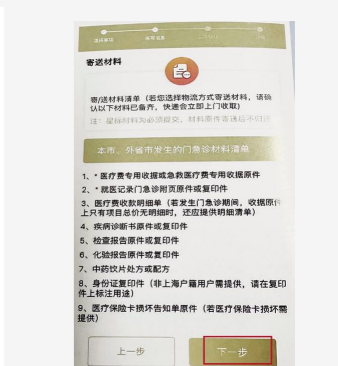 寄送材料
寄/送材料清单（若您选择物流方式寄送材料，请确
认以下材料已备齐，快递会立即上门收取）
注：星标材料为必须提交，材料原件寄送后不归还
本市、外省市发生的门急诊材料清单
1、* 医疗费专用收据或急救医疗费专用收据原件
2、* 就医记录门急诊附页原件或复印件
3、医疗费收款明细单（若发生门急诊期间，收据原件
上只有项目总价无明细时，还应提供明细清单）
4、疾病诊断书原件或复印件
5、检查报告原件或复印件
6、化验报告原件或复印件
7、中药饮片处方或配方
8、身份证复印件（非上海户籍用户需提供，请在复印
件上标注用途）
9、医疗保险卡损坏告知单原件（若医疗保险卡损坏需
提供）
上一步
下一步